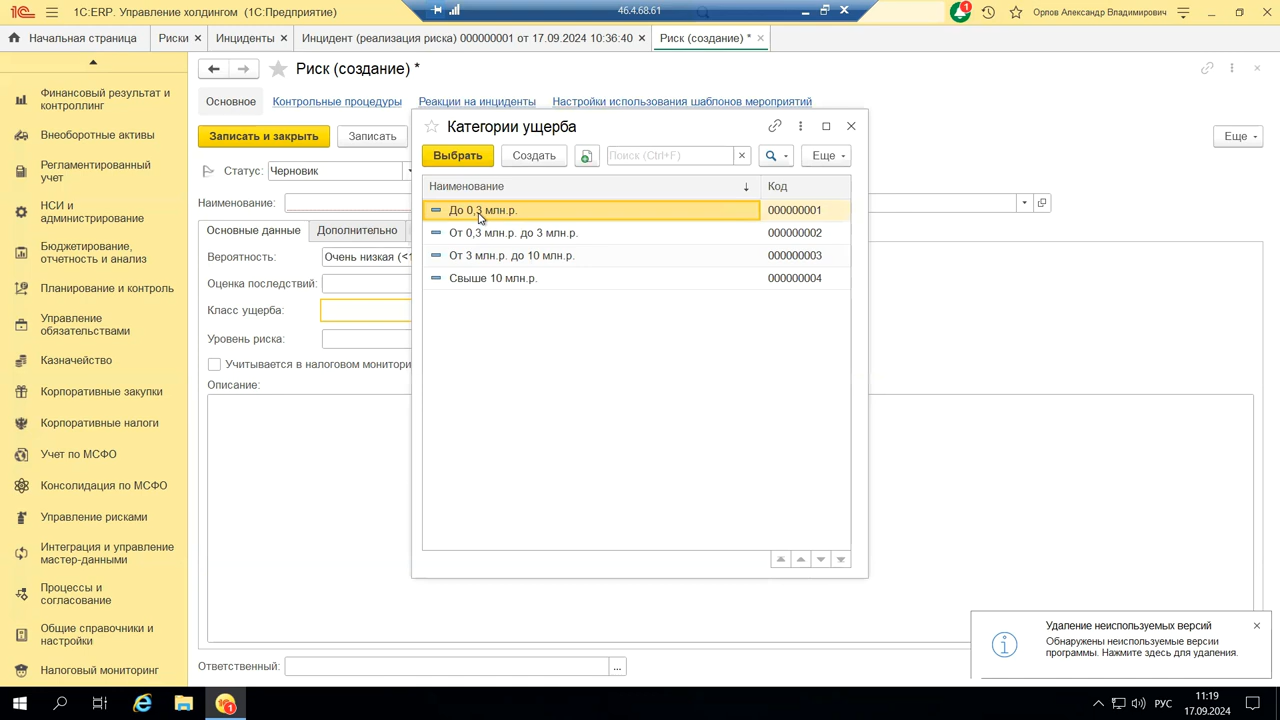 1С:ERP. Управление холдингом (1С:Предприятие)
46.4.68.61
1
Орлов Александр Владимирович
Начальная страница
Риски ×
Инциденты ×
Инцидент (реализация риска) 000000001 от 17.09.2024 10:36:40 ×
Риск (создание) * ×
Финансовый результат и
контроллинг
Внеоборотные активы
Регламентированный
учет
НСИ и
администрирование
Бюджетирование,
отчетность и анализ
Планирование и контроль
Управление
обязательствами
Казначейство
Корпоративные закупки
Корпоративные налоги
Учет по МСФО
Консолидация по МСФО
Управление рисками
Интеграция и управление
мастер-данными
Процессы и
согласование
Общие справочники и
настройки
Налоговый мониторинг
Риск (создание) *
Основное
Контрольные процедуры
Реакции на инциденты
Настройки использования шаблонов мероприятий
Записать и закрыть
Записать
Еще
Статус:
Черновик
Наименование:
Основные данные
Дополнительно
Вероятность:
Очень низкая (<1
Оценка последствий:
Класс ущерба:
Уровень риска:
Учитывается в налоговом монитори
Описание:
Ответственный:
...
Категории ущерба
Выбрать
Создать
Поиск (Ctrl+F)
×
Еще
Наименование
Код
До 0,3 млн.р.
000000001
От 0,3 млн.р. до 3 млн.р.
000000002
От 3 млн.р. до 10 млн.р.
000000003
Свыше 10 млн.р.
000000004
Удаление неиспользуемых версий
Обнаружены неиспользуемые версии
программы. Нажмите здесь для удаления.
1
РУС
11:19
17.09.2024